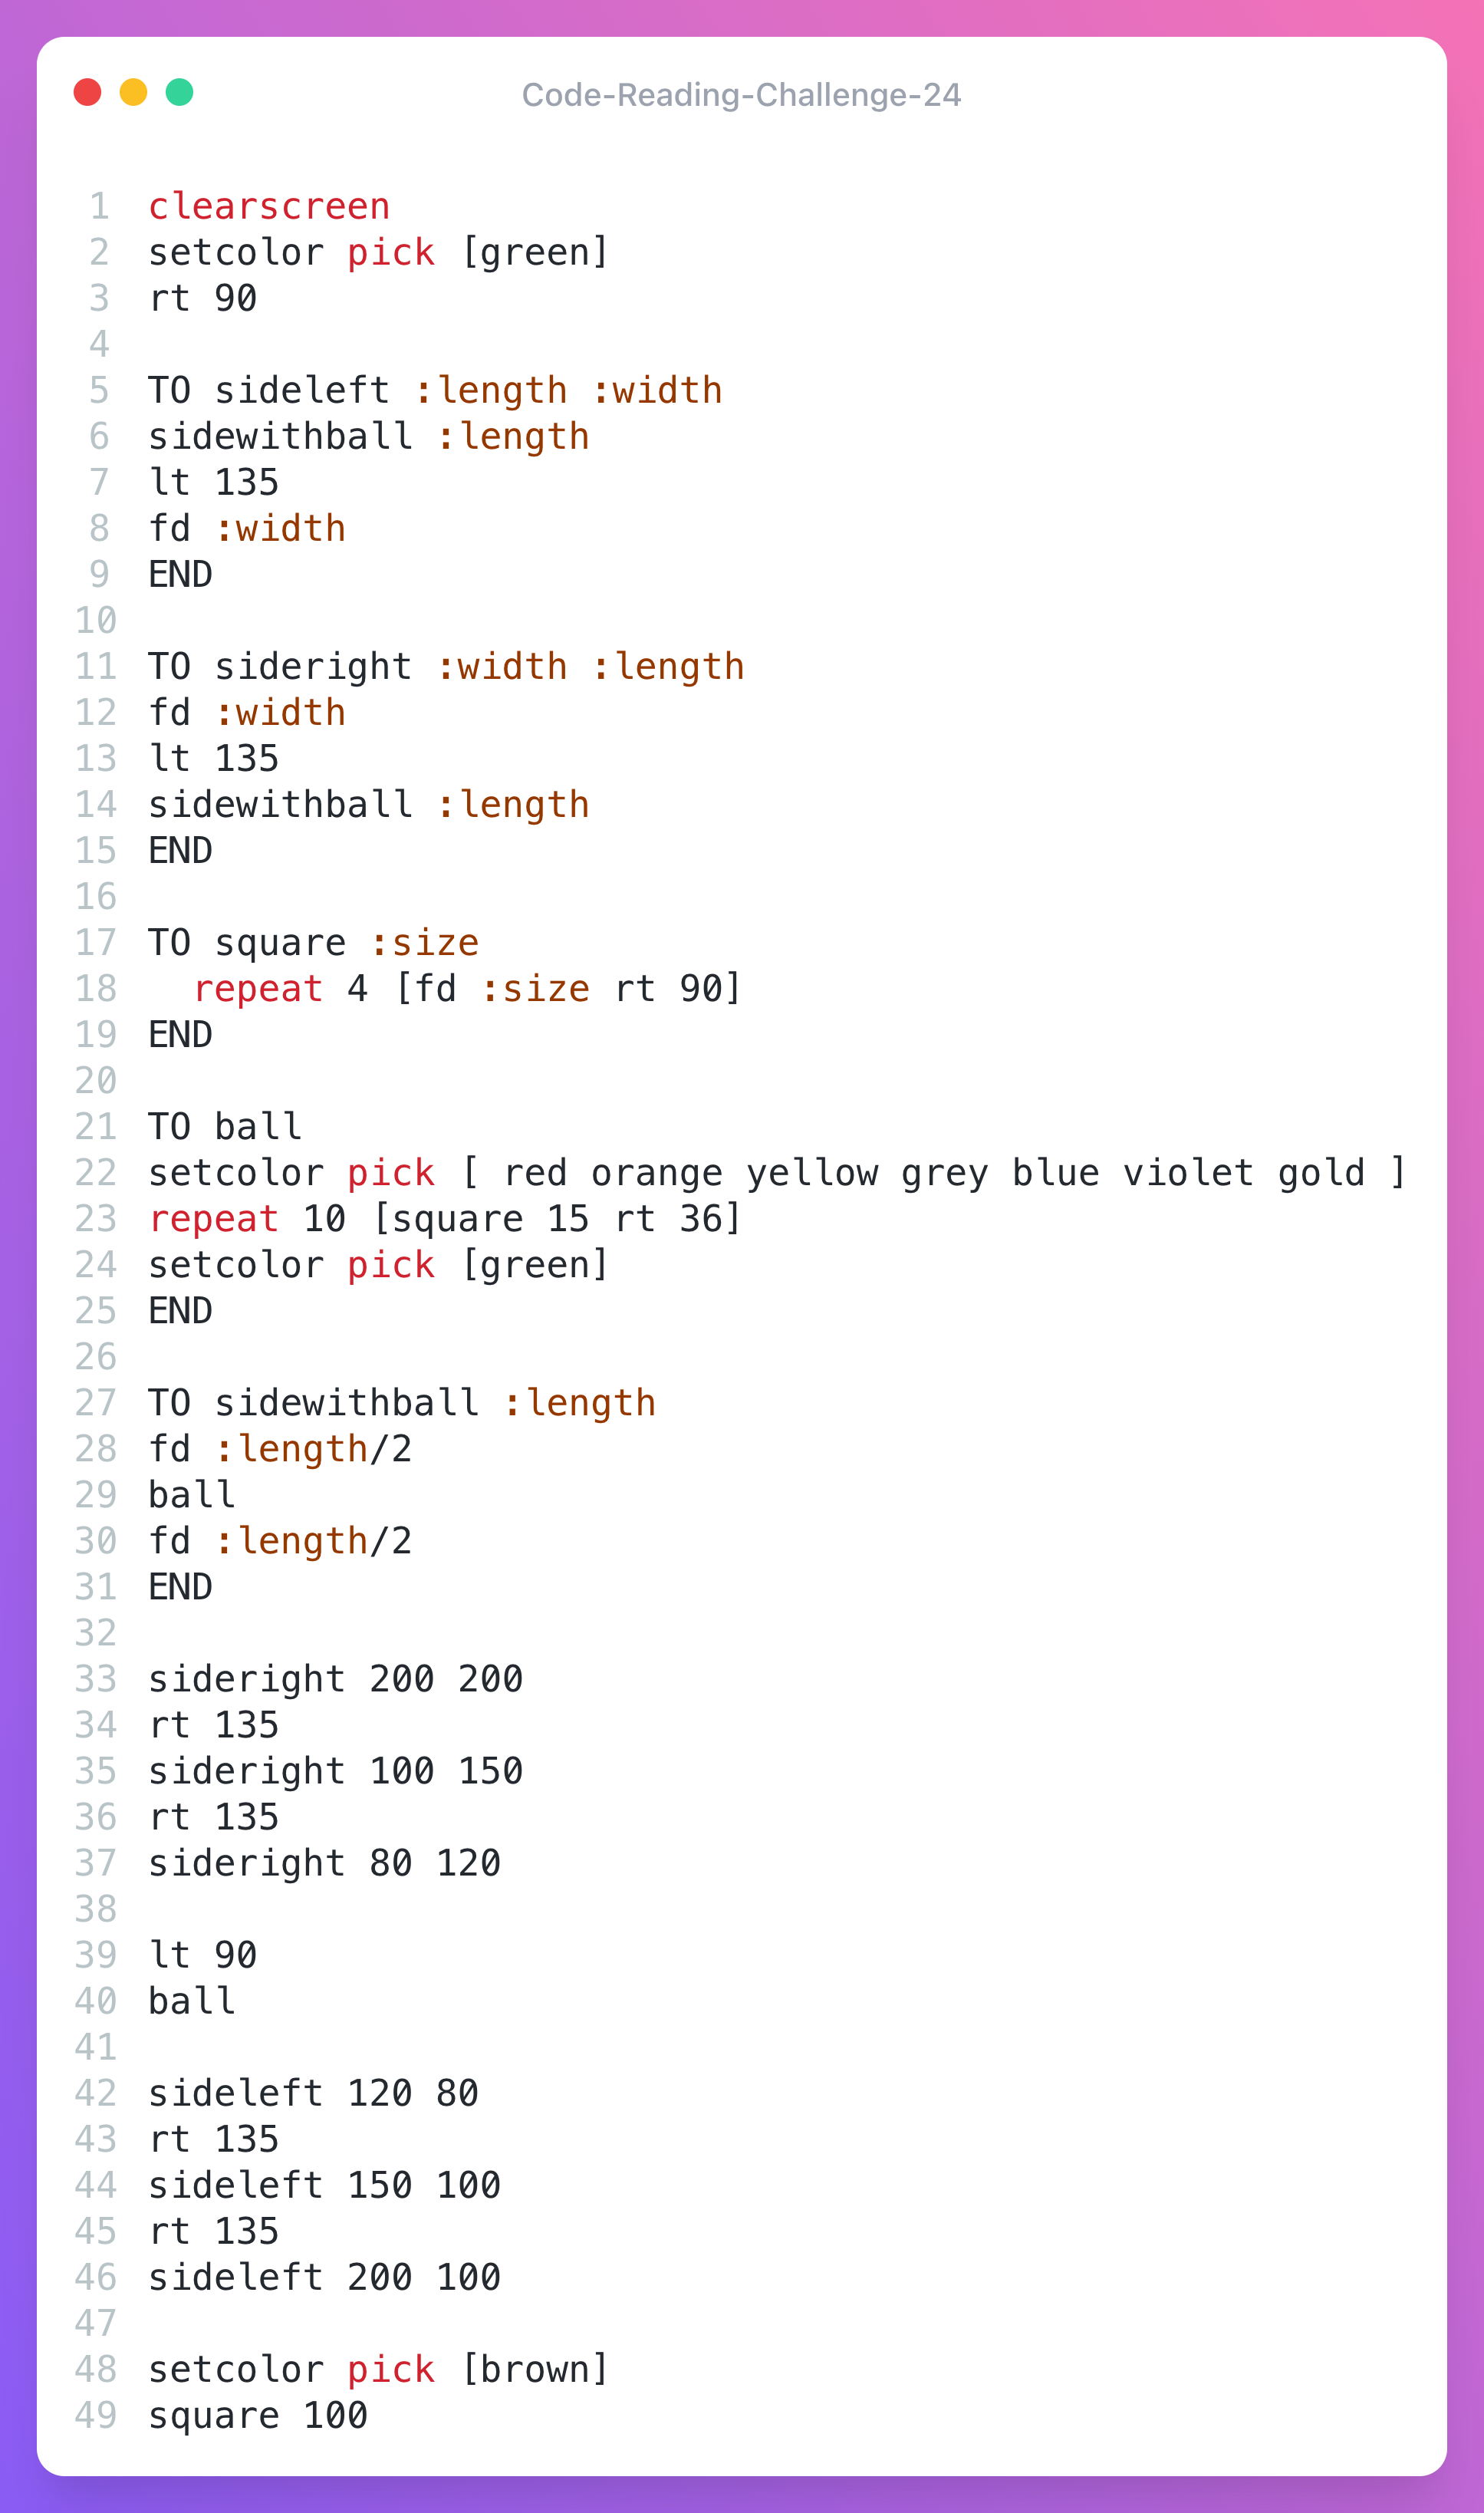 Code-Reading-Challenge-24
1 clearscreen
2 setcolor pick [green]
3 rt 90
4
5 TO sideleft :length :width
6 sidewithball :length
7 lt 135
8 fd :width
9 END
10
11 TO sideright :width :length
12 fd :width
13 lt 135
14 sidewithball :length
15 END
16
17 TO square :size
18   repeat 4 [fd :size rt 90]
19 END
20
21 TO ball
22 setcolor pick [ red orange yellow grey blue violet gold ]
23 repeat 10 [square 15 rt 36]
24 setcolor pick [green]
25 END
26
27 TO sidewithball :length
28 fd :length/2
29 ball
30 fd :length/2
31 END
32
33 sideright 200 200
34 rt 135
35 sideright 100 150
36 rt 135
37 sideright 80 120
38
39 lt 90
40 ball
41
42 sideleft 120 80
43 rt 135
44 sideleft 150 100
45 rt 135
46 sideleft 200 100
47
48 setcolor pick [brown]
49 square 100